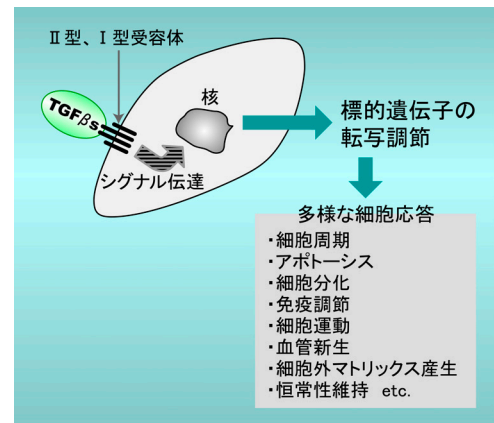 Ⅱ型、Ⅰ型受容体
TGFβs
核
シグナル伝達
標的遺伝子の
転写調節
多様な細胞応答
・細胞周期
・アポトーシス
・細胞分化
・免疫調節
・細胞運動
・血管新生
・細胞外マトリックス産生
・恒常性維持 etc.